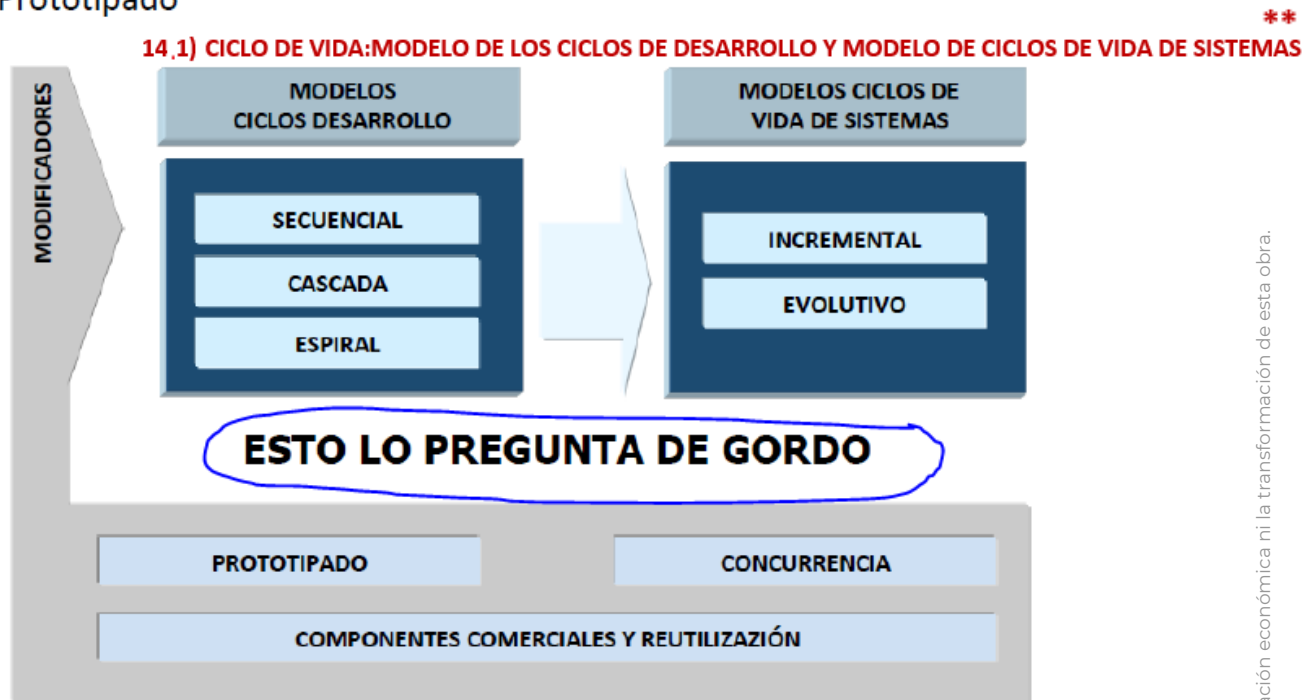 Prototipado
**
14.1) CICLO DE VIDA:MODELO DE LOS CICLOS DE DESARROLLO Y MODELO DE CICLOS DE VIDA DE SISTEMAS
MODIFICADORES
MODELOS
CICLOS DESARROLLO
SECUENCIAL
CASCADA
ESPIRAL
MODELOS CICLOS DE
VIDA DE SISTEMAS
INCREMENTAL
EVOLUTIVO
ESTO LO PREGUNTA DE GORDO
PROTOTIPADO
CONCURRENCIA
COMPONENTES COMERCIALES Y REUTILIZAZIÓN
ación económica ni la transformación de esta obra.